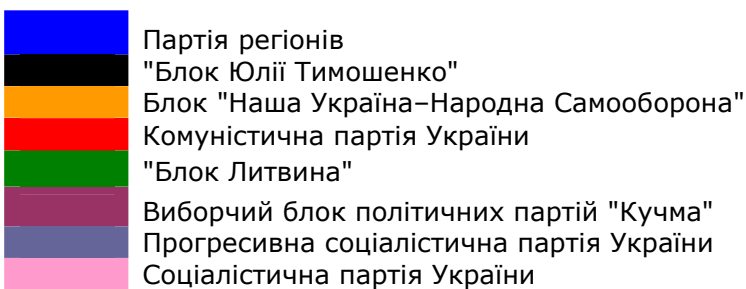 Партія регіонів
"Блок Юлії Тимошенко"
Блок "Наша Україна–Народна Самооборона"
Комуністична партія України
"Блок Литвина"
Виборчий блок політичних партій "Кучма"
Прогресивна соціалістична партія України
Соціалістична партія України